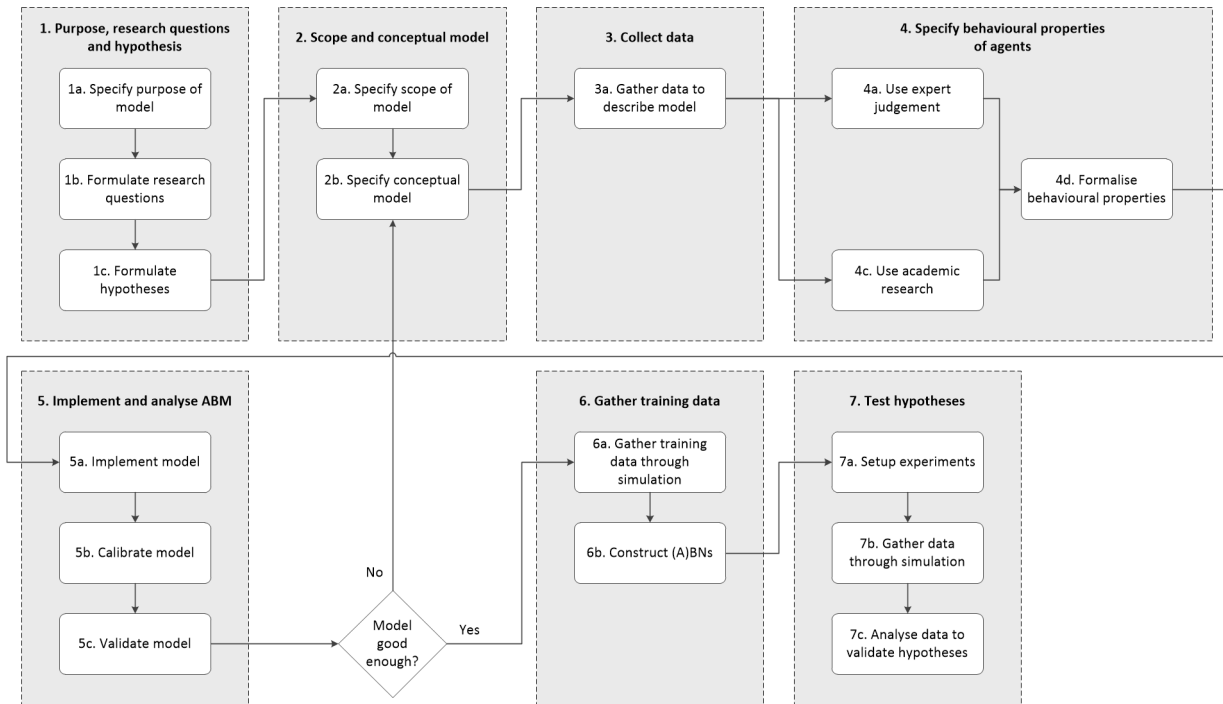 1. Purpose, research questions
and hypothesis
1a. Specify purpose of
model
1b. Formulate research
questions
1c. Formulate
hypotheses
2. Scope and conceptual model
2a. Specify scope of
model
2b. Specify conceptual
model
3. Collect data
3a. Gather data to
describe model
4. Specify behavioural properties
of agents
4a. Use expert
judgement
4c. Use academic
research
4d. Formalise
behavioural properties
5. Implement and analyse ABM
5a. Implement model
5b. Calibrate model
5c. Validate model
No
Model
good
enough?
Yes
6. Gather training data
6a. Gather training
data through
simulation
6b. Construct (A)BNs
7. Test hypotheses
7a. Setup experiments
7b. Gather data
through simulation
7c. Analyse data to
validate hypotheses